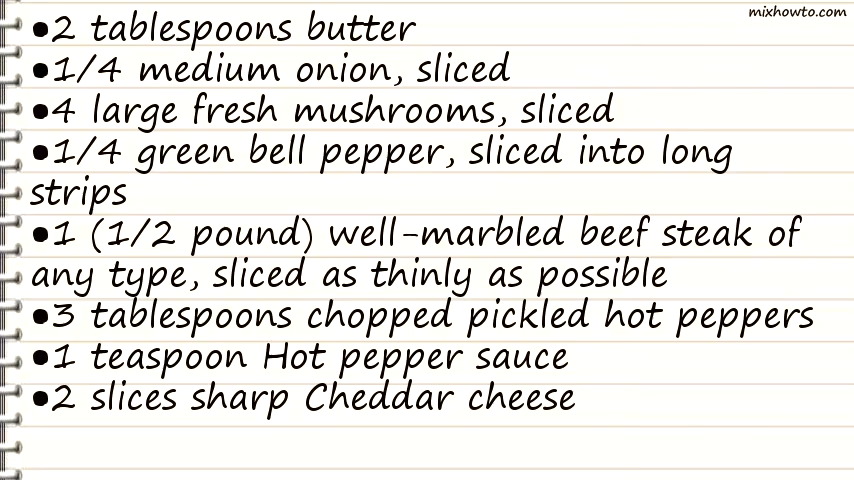 mixhowto.com
●2 tablespoons butter
●1/4 medium onion, sliced
●4 large fresh mushrooms, sliced
●1/4 green bell pepper, sliced into long
strips
●1 (1/2 pound) well-marbled beef steak of
any type, sliced as thinly as possible
●3 tablespoons chopped pickled hot peppers
●1 teaspoon Hot pepper sauce
●2 slices sharp Cheddar cheese